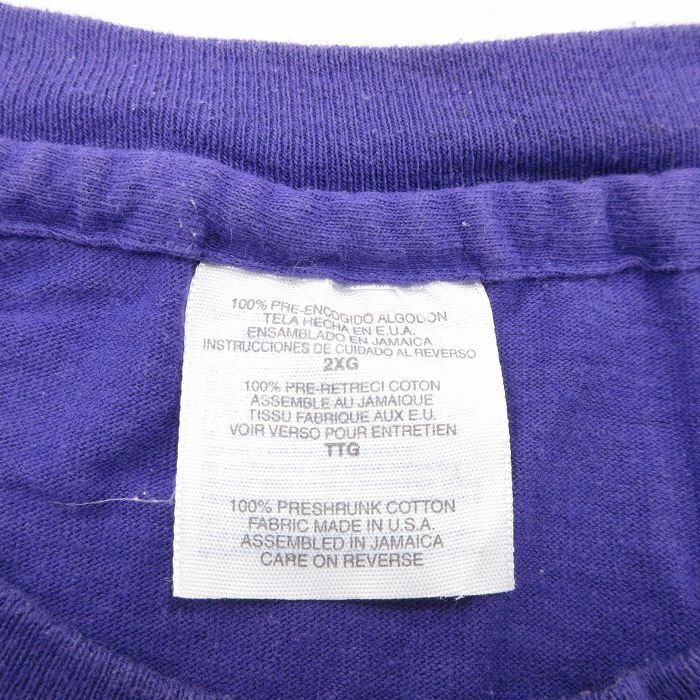 100% PRE-ENCOGIDO ALGODON
TELA HECHA EN E.U.A.
ENSAMBLADO EN JAMAICA
INSTRUCCIONES DE CUIDADO AL REVERSO
2XG
100% PRE-RETRECI COTON
ASSEMBLE AU JAMAIQUE
TISSU FABRIQUE AUX E.U.
VOIR VERSO POUR ENTRETIEN
TTG
100% PRESHRUNK COTTON
FABRIC MADE IN U.S.A.
ASSEMBLED IN JAMAICA
CARE ON REVERSE